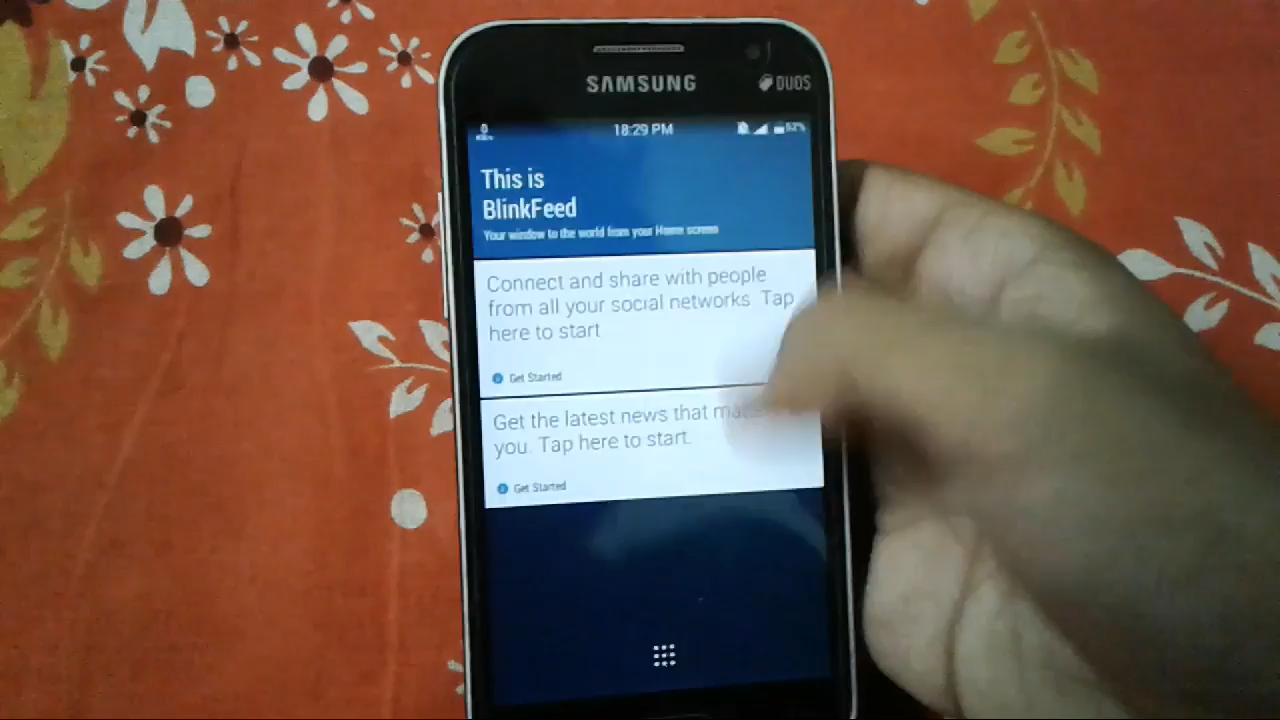 SAMSUNG
DUOS
18:29 PM
52%
This is
BlinkFeed
Your window to the world from your Home screen
Connect and share with people
from all your social networks. Tap
here to start
Get Started
Get the latest news that
you. Tap here to start.
Get Started